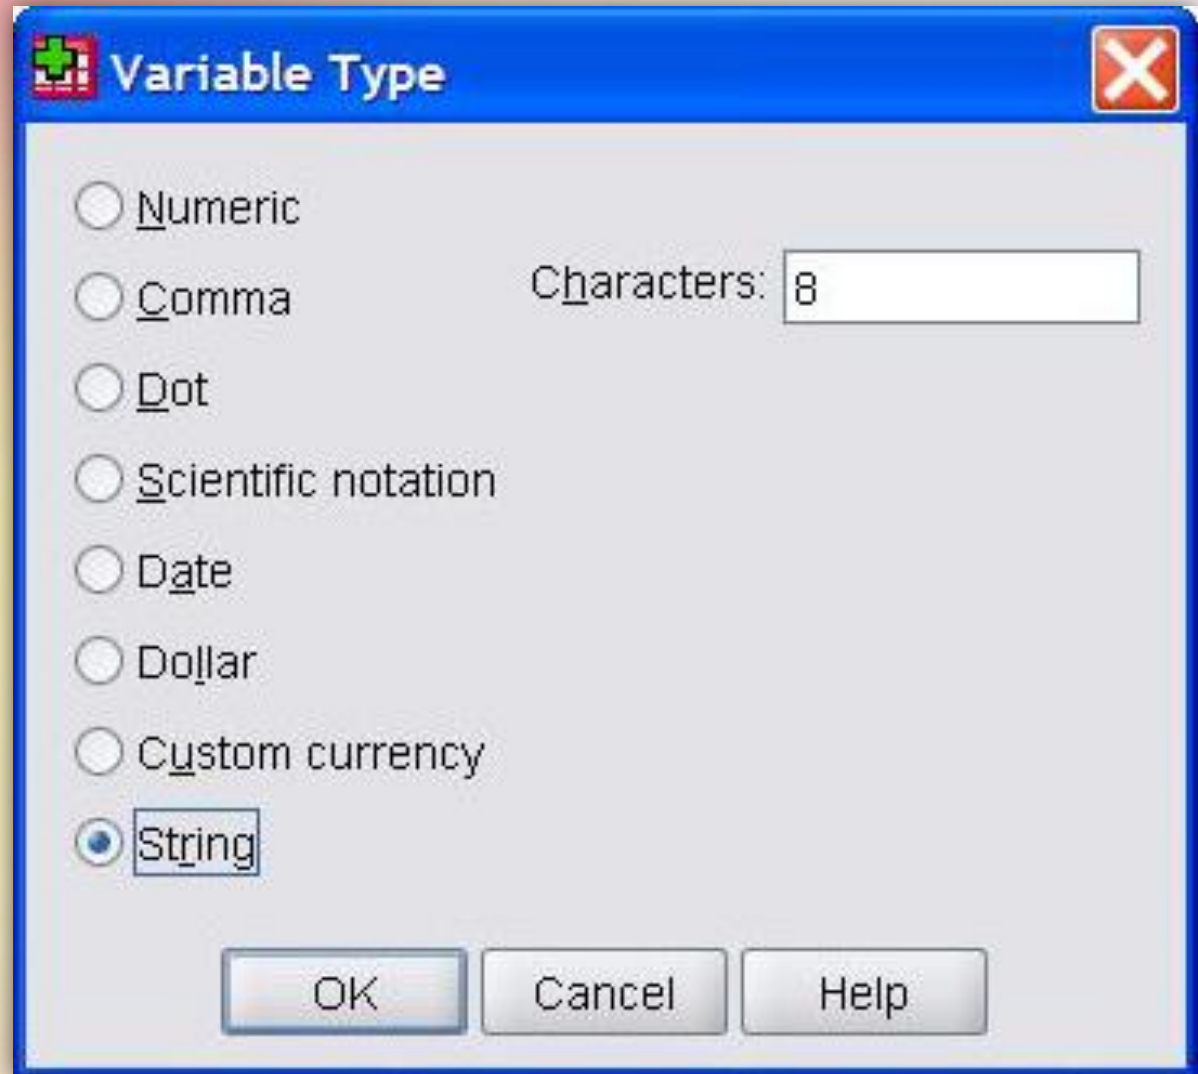 Variable Type
Numeric
Comma
Characters: 8
Dot
Scientific notation
Date
Dollar
Custom currency
String
OK Cancel Help